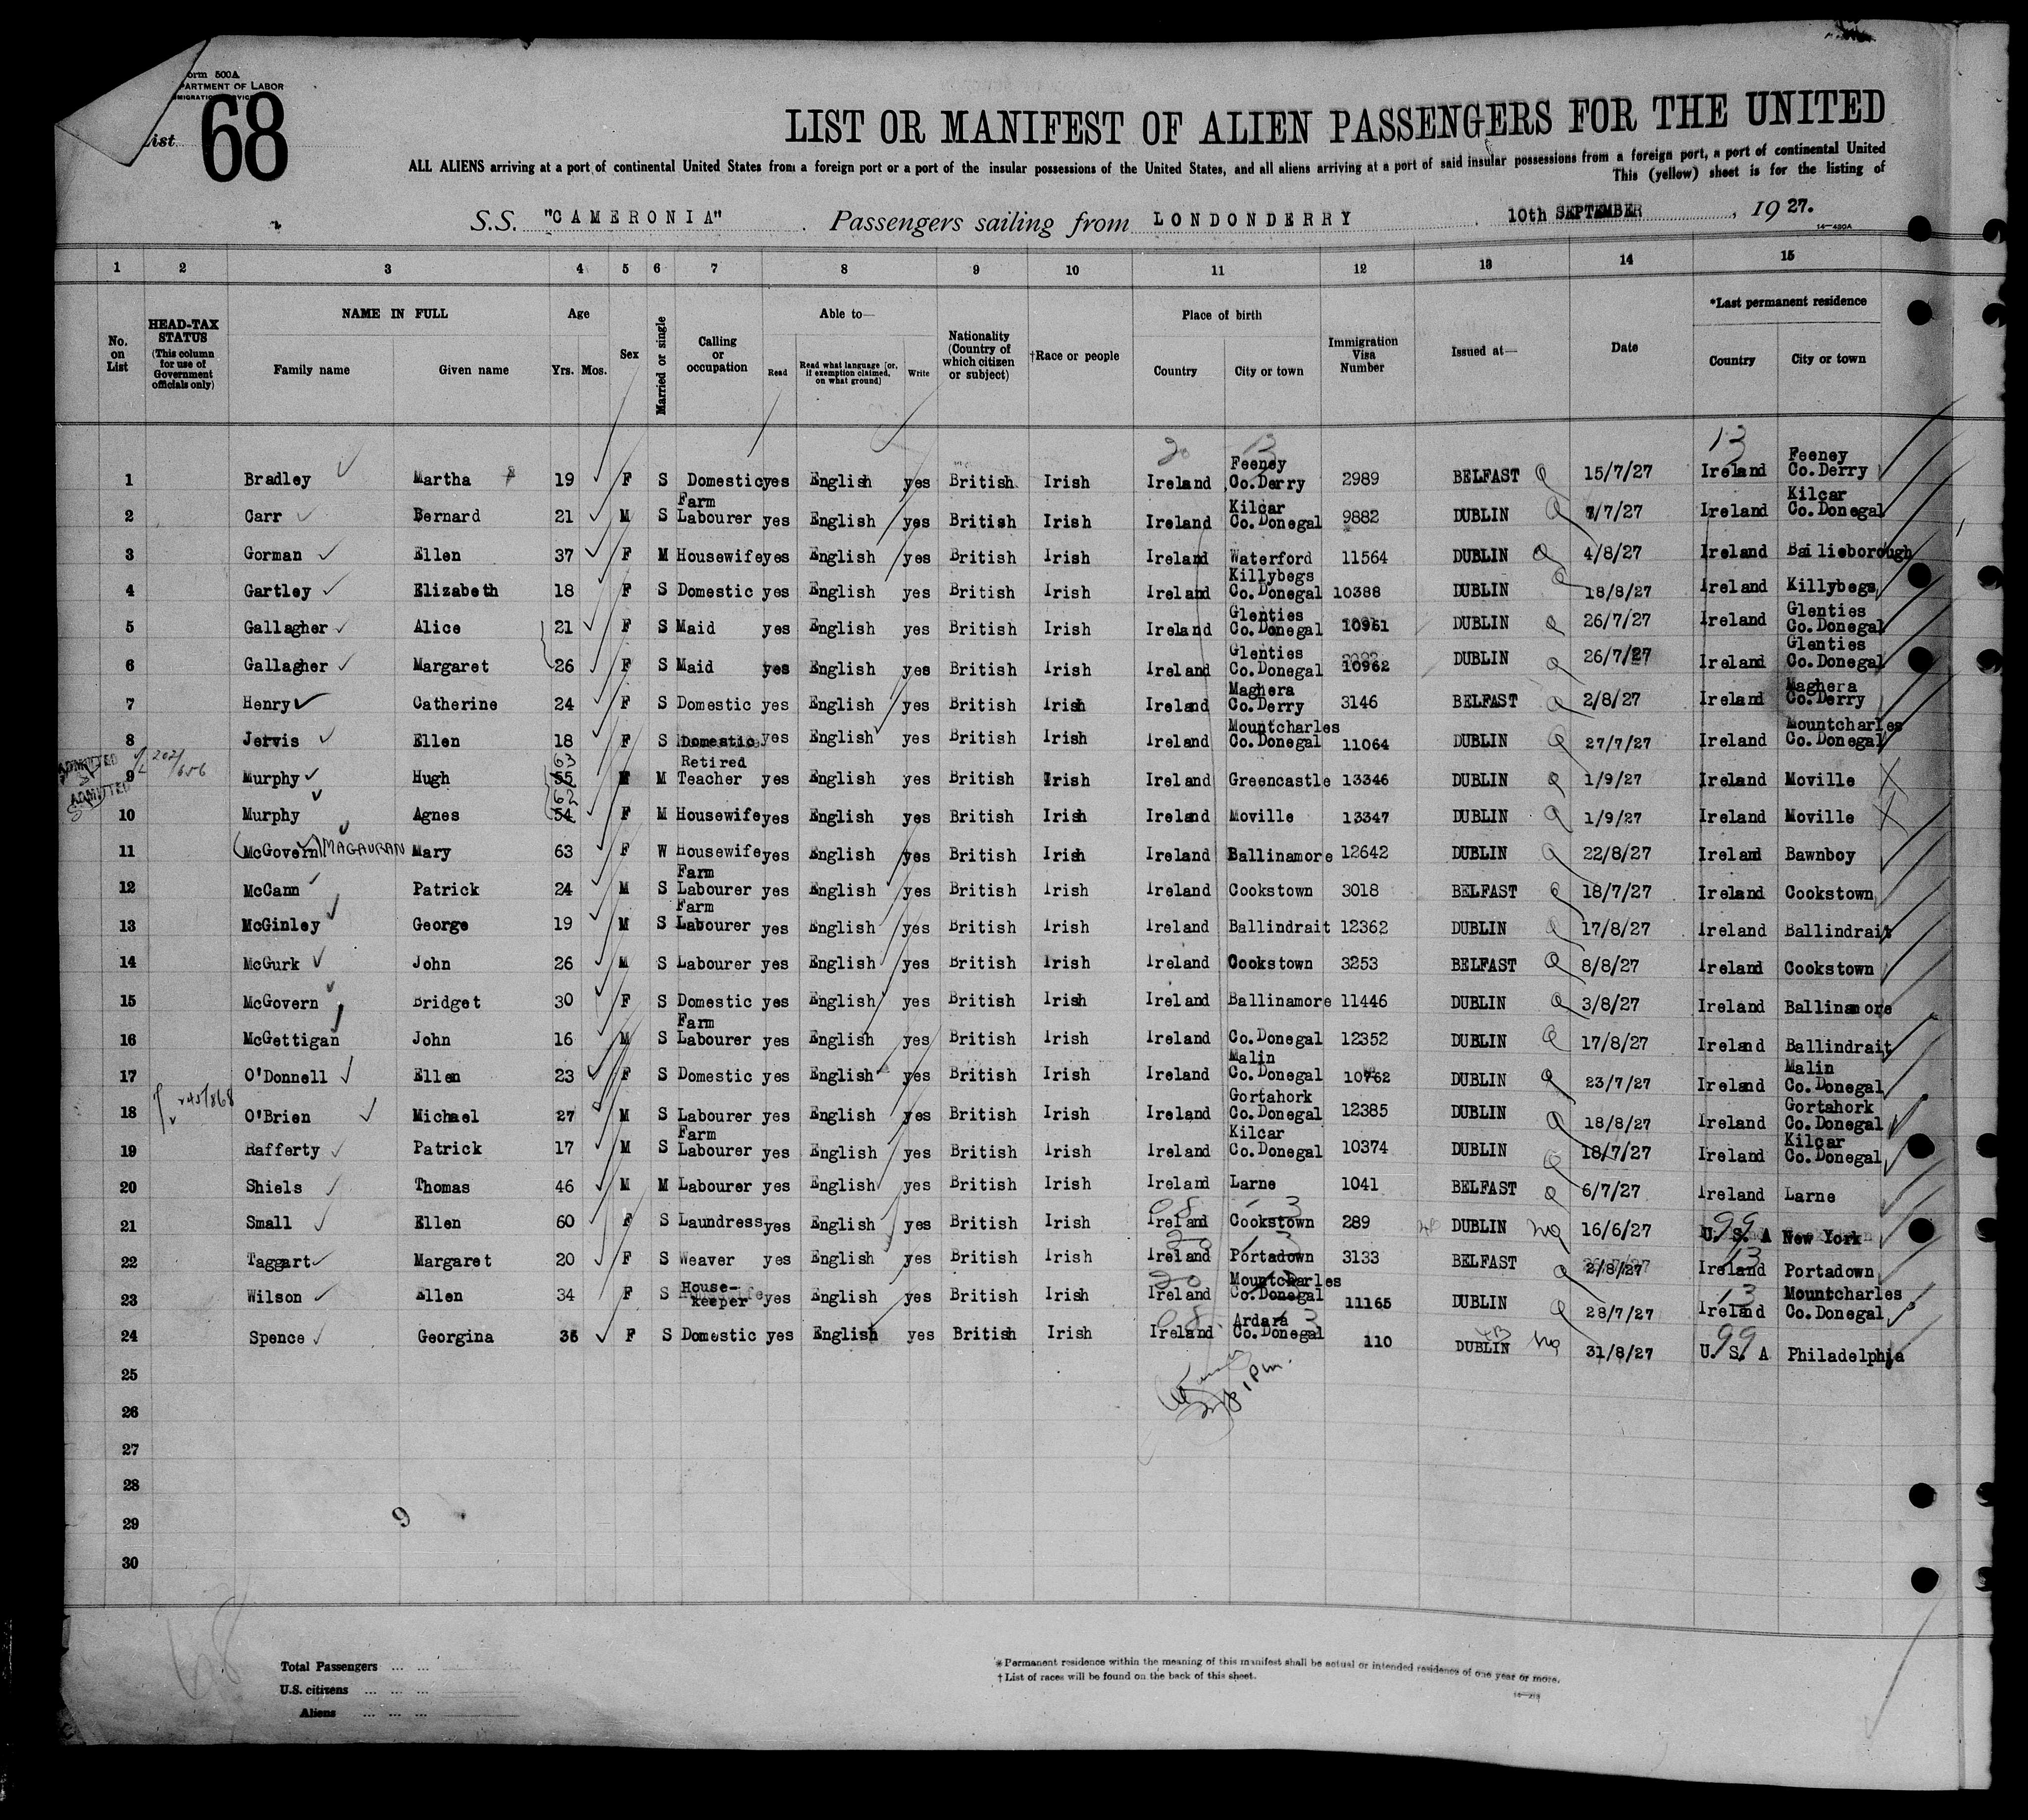 Form 500A
DEPARTMENT OF LABOR
IMMIGRATION SERVICE
List 68
LIST OR MANIFEST OF ALIEN PASSENGERS FOR THE UNITED
ALL ALIENS arriving at a port of continental United States from a foreign port or a port of the insular possessions of the United States, and all aliens arriving at a port of said insular possessions from a foreign port, a port of continental United
This (yellow) sheet is for the listing of
S.S. "CAMERONIA" Passengers sailing from LONDONDERRY 10th SEPTEMBER, 1927.
14—430A
1 2 3 4 5 6 7 8 9 10 11 12 13 14 15
No. on List HEAD-TAX STATUS (This column for use of Government officials only) NAME IN FULL Family name Given name Age Yrs. Mos. Sex Married or single Calling or occupation Able to— Read Read what language (or, if exemption claimed, on what ground) Write Nationality (Country of which citizen or subject) †Race or people Place of birth Country City or town Immigration Visa Number Issued at— Date *Last permanent residence Country City or town
20 13 13
1 Bradley Martha 19 F S Domestic yes English yes British Irish Ireland Feeney Co.Derry 2989 BELFAST 15/7/27 Ireland Feeney Co.Derry
2 Carr Bernard 21 M S Farm Labourer yes English yes British Irish Ireland Kilcar Co.Donegal 9882 DUBLIN 7/7/27 Ireland Kilcar Co.Donegal
3 Gorman Ellen 37 F M Housewife yes English yes British Irish Ireland Waterford 11564 DUBLIN 4/8/27 Ireland Bailieborough
4 Gartley Elizabeth 18 F S Domestic yes English yes British Irish Ireland Killybegs Co.Donegal 10388 DUBLIN 18/8/27 Ireland Killybegs
5 Gallagher Alice 21 F S Maid yes English yes British Irish Ireland Glenties Co.Donegal 10961 DUBLIN 26/7/27 Ireland Glenties Co.Donegal
6 Gallagher Margaret 26 F S Maid yes English yes British Irish Ireland Glenties Co.Donegal 10962 DUBLIN 26/7/27 Ireland Glenties Co.Donegal
7 Henry Catherine 24 F S Domestic yes English yes British Irish Ireland Maghera Co.Derry 3146 BELFAST 2/8/27 Ireland Maghera Co.Derry
8 Jervis Ellen 18 F S Domestic yes English yes British Irish Ireland Mountcharles Co.Donegal 11064 DUBLIN 27/7/27 Ireland Mountcharles Co.Donegal
ADMITTED 9 Murphy Hugh 63 55 M M Retired Teacher yes English yes British Irish Ireland Greencastle 13346 DUBLIN 1/9/27 Ireland Moville
ADMITTED 10 Murphy Agnes 62 54 F M Housewife yes English yes British Irish Ireland Moville 13347 DUBLIN 1/9/27 Ireland Moville
11 (McGovern) MAGAURAN Mary 63 F W Housewife yes English yes British Irish Ireland Ballinamore 12642 DUBLIN 22/8/27 Ireland Bawnboy
12 McCann Patrick 24 M S Farm Labourer yes English yes British Irish Ireland Cookstown 3018 BELFAST 18/7/27 Ireland Cookstown
13 McGinley George 19 M S Farm Labourer yes English yes British Irish Ireland Ballindrait 12362 DUBLIN 17/8/27 Ireland Ballindrait
14 McGurk John 26 M S Labourer yes English yes British Irish Ireland Cookstown 3253 BELFAST 8/8/27 Ireland Cookstown
15 McGovern Bridget 30 F S Domestic yes English yes British Irish Ireland Ballinamore 11446 DUBLIN 3/8/27 Ireland Ballinamore
16 McGettigan John 16 M S Farm Labourer yes English yes British Irish Ireland Co.Donegal 12352 DUBLIN 17/8/27 Ireland Ballindrait
17 O'Donnell Ellen 23 F S Domestic yes English yes British Irish Ireland Malin Co.Donegal 10762 DUBLIN 23/7/27 Ireland Malin Co.Donegal
18 O'Brien Michael 27 M S Labourer yes English yes British Irish Ireland Gortahork Co.Donegal 12385 DUBLIN 18/8/27 Ireland Gortahork Co.Donegal
19 Rafferty Patrick 17 M S Farm Labourer yes English yes British Irish Ireland Kilcar Co.Donegal 10374 DUBLIN 18/7/27 Ireland Kilcar Co.Donegal
20 Shiels Thomas 46 M M Labourer yes English yes British Irish Ireland Larne 1041 BELFAST 6/7/27 Ireland Larne
21 Small Ellen 60 F S Laundress yes English yes British Irish Ireland Cookstown 289 DUBLIN nq 16/6/27 99 U. S. A New York
22 Taggart Margaret 20 F S Weaver yes English yes British Irish Ireland Portadown 3133 BELFAST 2/8/27 13 Ireland Portadown
23 Wilson Ellen 34 F S House-keeper yes English yes British Irish 20 Ireland Mountcharles Co.Donegal 11165 DUBLIN 28/7/27 13 Ireland Mountcharles Co.Donegal
24 Spence Georgina 36 F S Domestic yes English yes British Irish Ireland Ardara Co.Donegal 110 DUBLIN nq 31/8/27 99 U. S. A Philadelphia
25
26
27
28
29
9
30
68
Total Passengers ... ...
U.S. citizens ... ... ...
Aliens ... ... ...
* Permanent residence within the meaning of this manifest shall be actual or intended residence of one year or more.
† List of races will be found on the back of this sheet.